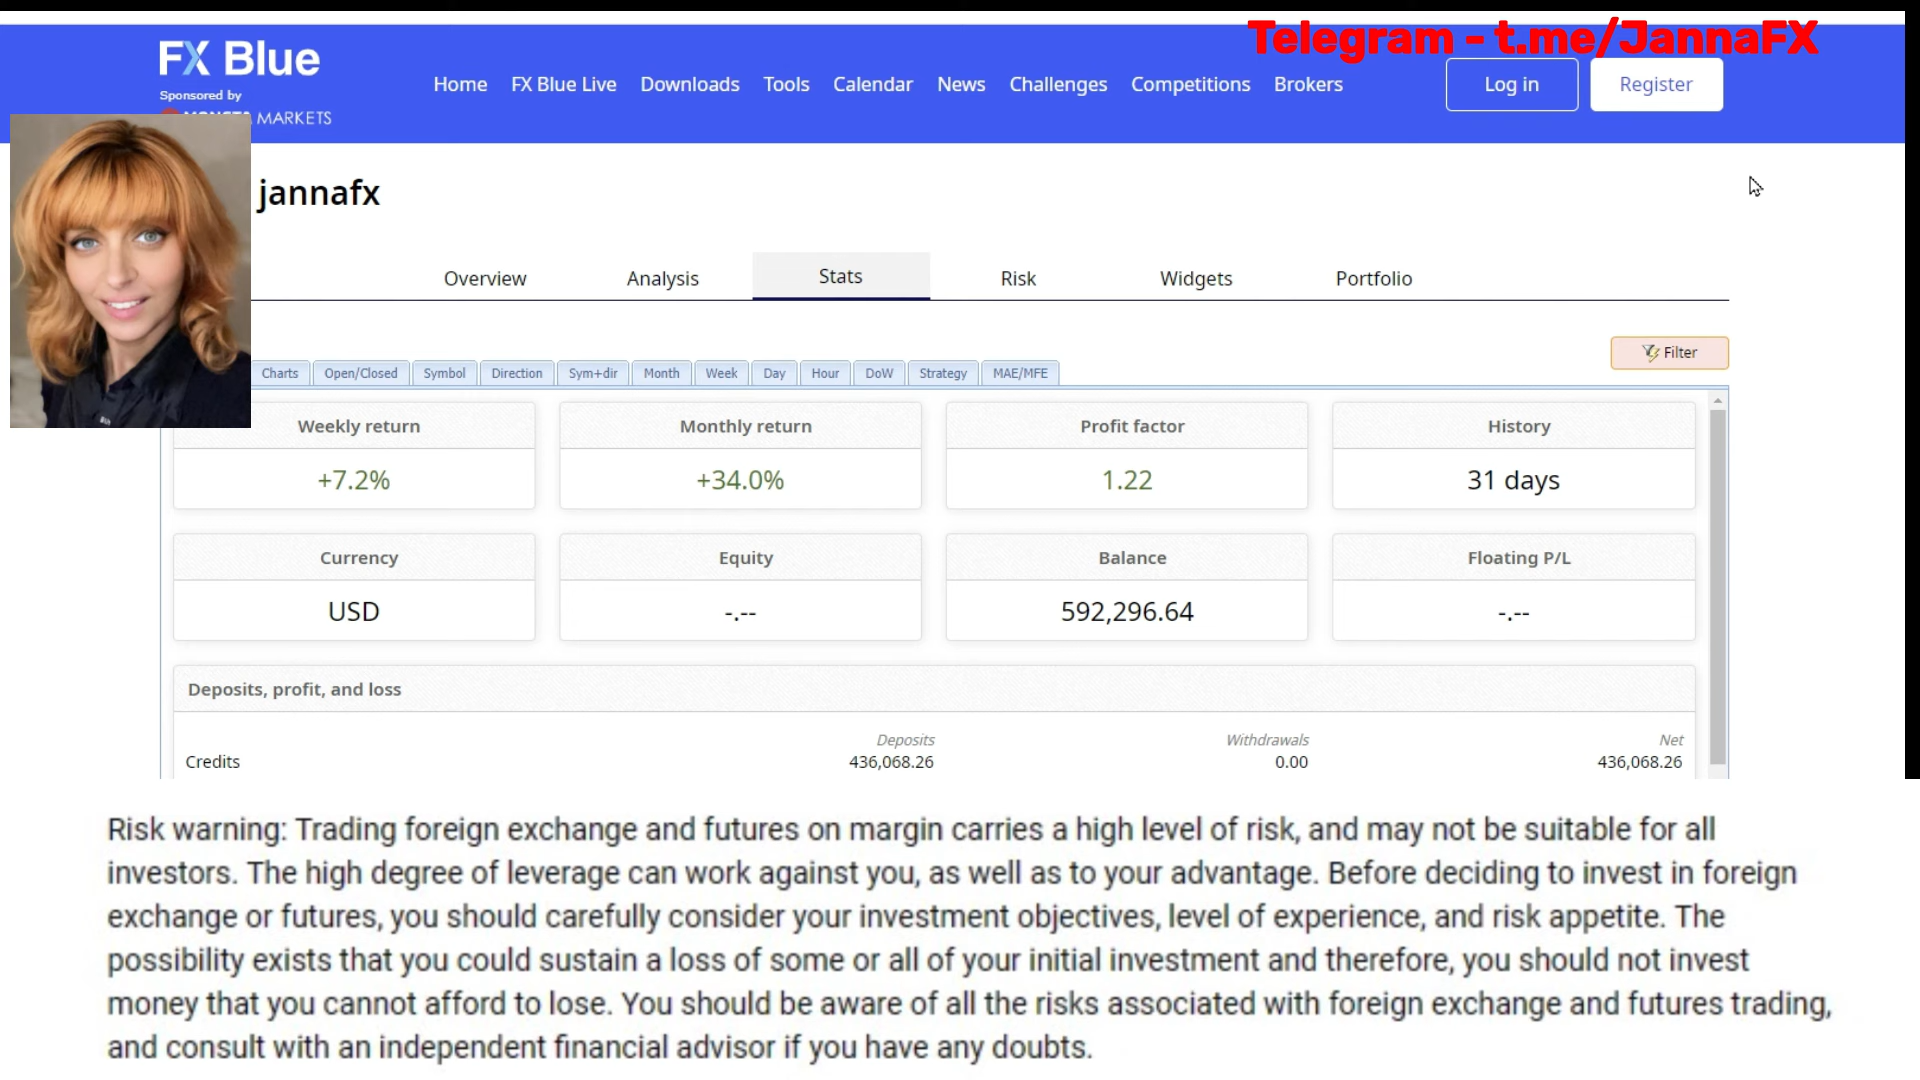 Telegram - t.me/JannaFX
FX Blue
Sponsored by
MARKETS
Home FX Blue Live Downloads Tools Calendar News Challenges Competitions Brokers Log in Register
jannafx
Overview Analysis Stats Risk Widgets Portfolio
Filter
Charts Open/Closed Symbol Direction Sym+dir Month Week Day Hour DoW Strategy MAE/MFE
Weekly return Monthly return Profit factor History
+7.2% +34.0% 1.22 31 days
Currency Equity Balance Floating P/L
USD -.-- 592,296.64 -.--
Deposits, profit, and loss
Deposits Withdrawals Net
Credits 436,068.26 0.00 436,068.26
Risk warning: Trading foreign exchange and futures on margin carries a high level of risk, and may not be suitable for all
investors. The high degree of leverage can work against you, as well as to your advantage. Before deciding to invest in foreign
exchange or futures, you should carefully consider your investment objectives, level of experience, and risk appetite. The
possibility exists that you could sustain a loss of some or all of your initial investment and therefore, you should not invest
money that you cannot afford to lose. You should be aware of all the risks associated with foreign exchange and futures trading,
and consult with an independent financial advisor if you have any doubts.